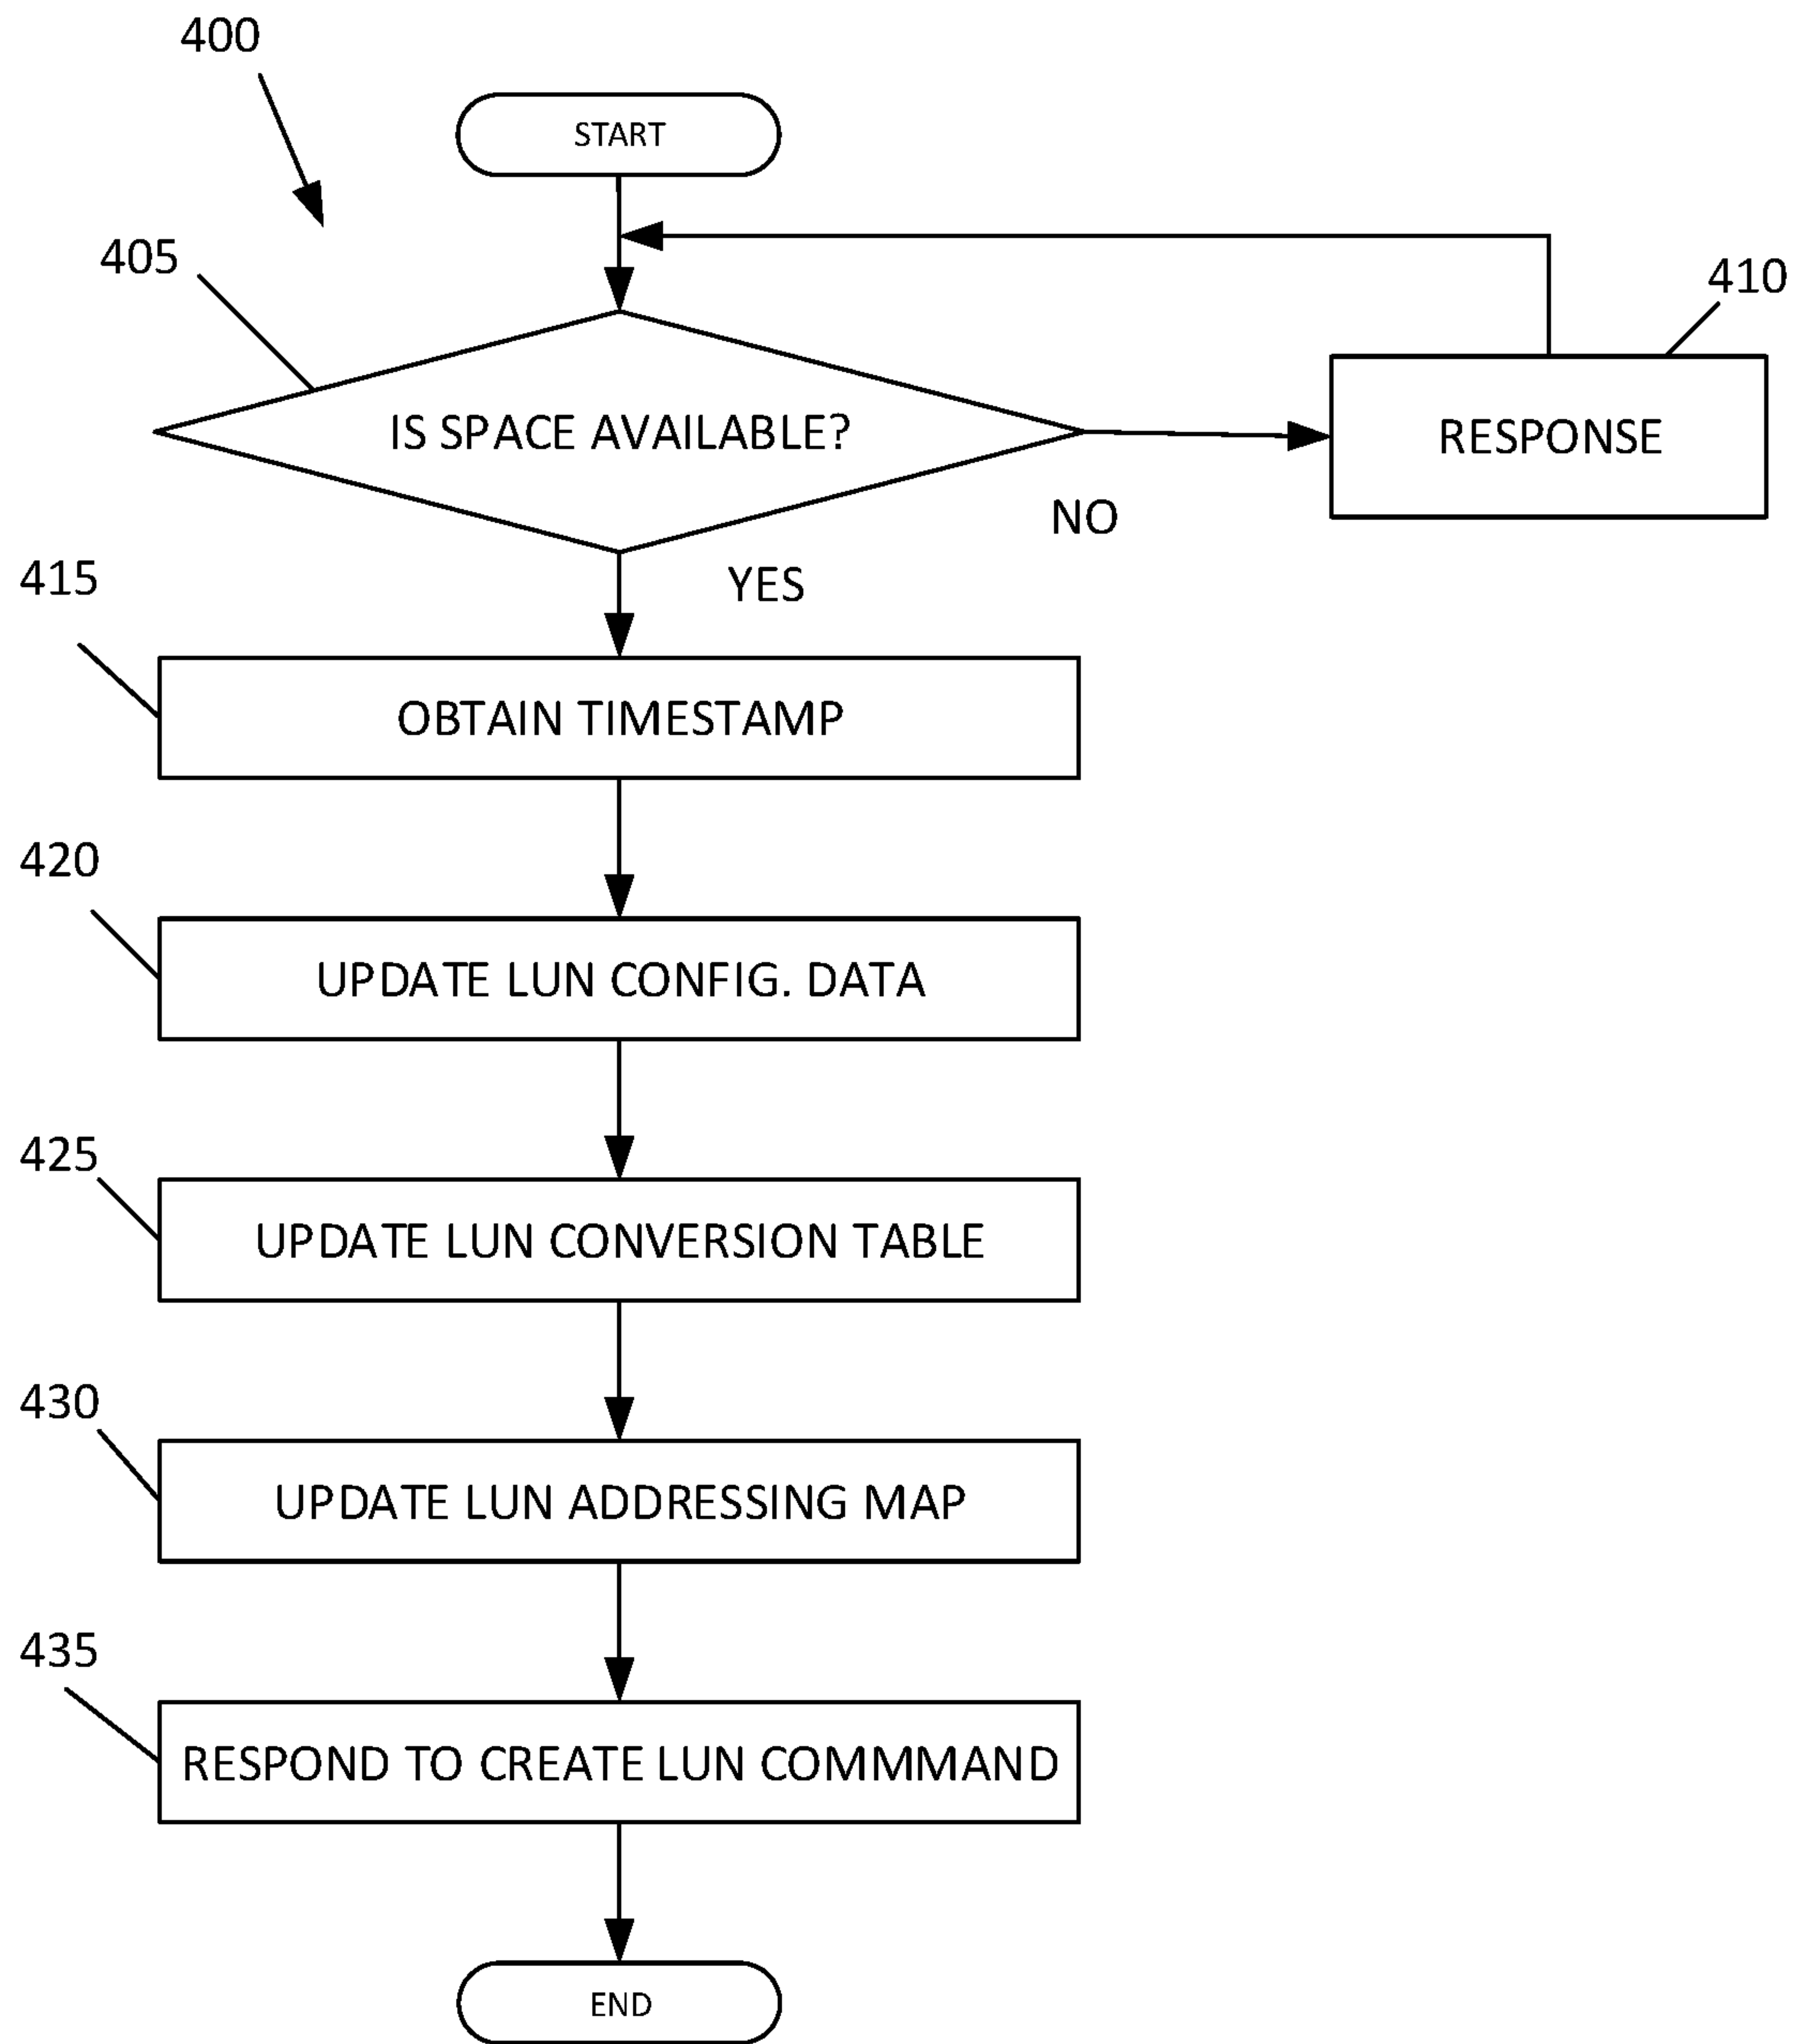 400
START
405
410
IS SPACE AVAILABLE?
RESPONSE
NO
415
YES
OBTAIN TIMESTAMP
420
UPDATE LUN CONFIG. DATA
425
UPDATE LUN CONVERSION TABLE
430
UPDATE LUN ADDRESSING MAP
435
RESPOND TO CREATE LUN COMMMAND
END